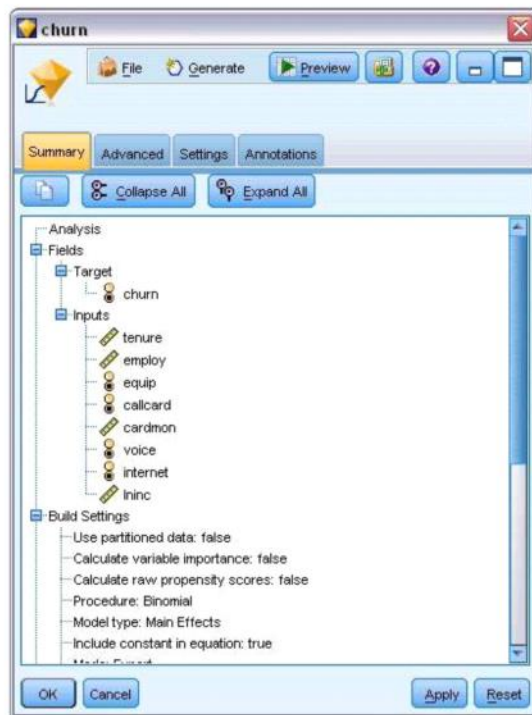 churn
File Generate Preview
Summary Advanced Settings Annotations
Collapse All Expand All
Analysis
Fields
Target
churn
Inputs
tenure
employ
equip
callcard
cardmon
voice
internet
lninc
Build Settings
Use partitioned data: false
Calculate variable importance: false
Calculate raw propensity scores: false
Procedure: Binomial
Model type: Main Effects
Include constant in equation: true
Mode: Expert
OK Cancel Apply Reset